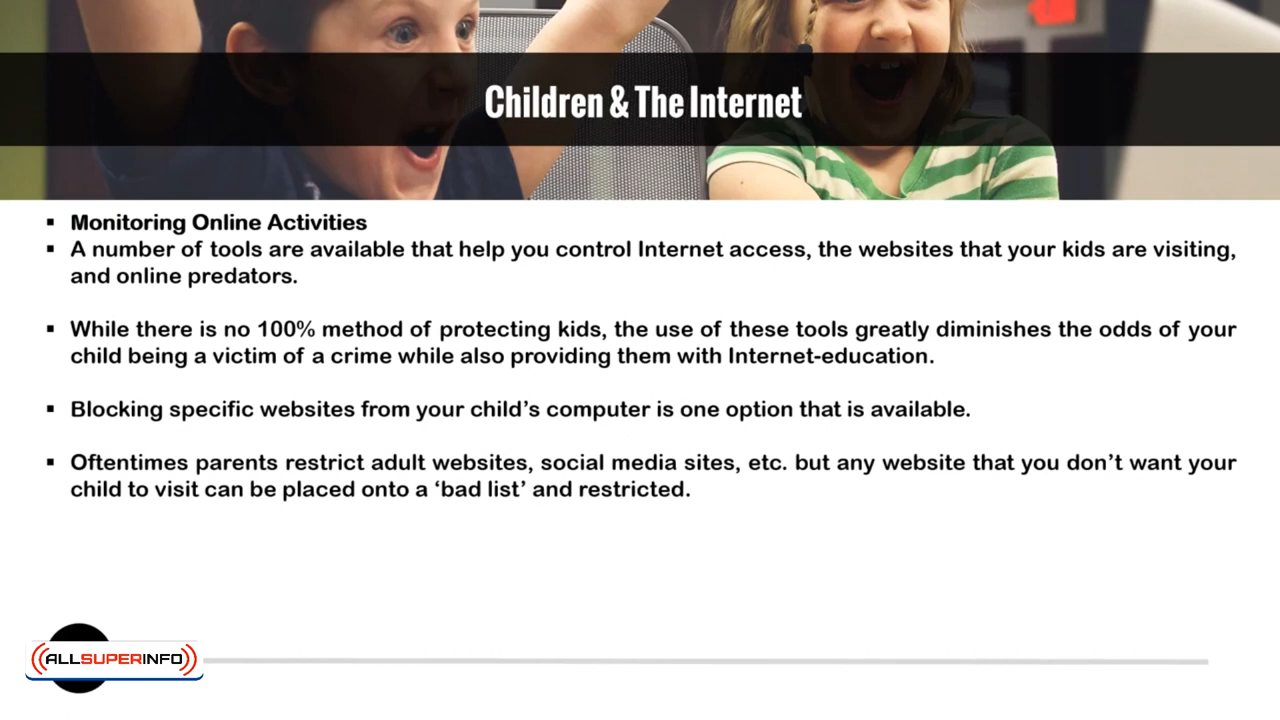 Children & The Internet
▪ Monitoring Online Activities
▪ A number of tools are available that help you control Internet access, the websites that your kids are visiting,
and online predators.
▪ While there is no 100% method of protecting kids, the use of these tools greatly diminishes the odds of your
child being a victim of a crime while also providing them with Internet-education.
▪ Blocking specific websites from your child’s computer is one option that is available.
▪ Oftentimes parents restrict adult websites, social media sites, etc. but any website that you don’t want your
child to visit can be placed onto a ‘bad list’ and restricted.
ALLSUPERINFO